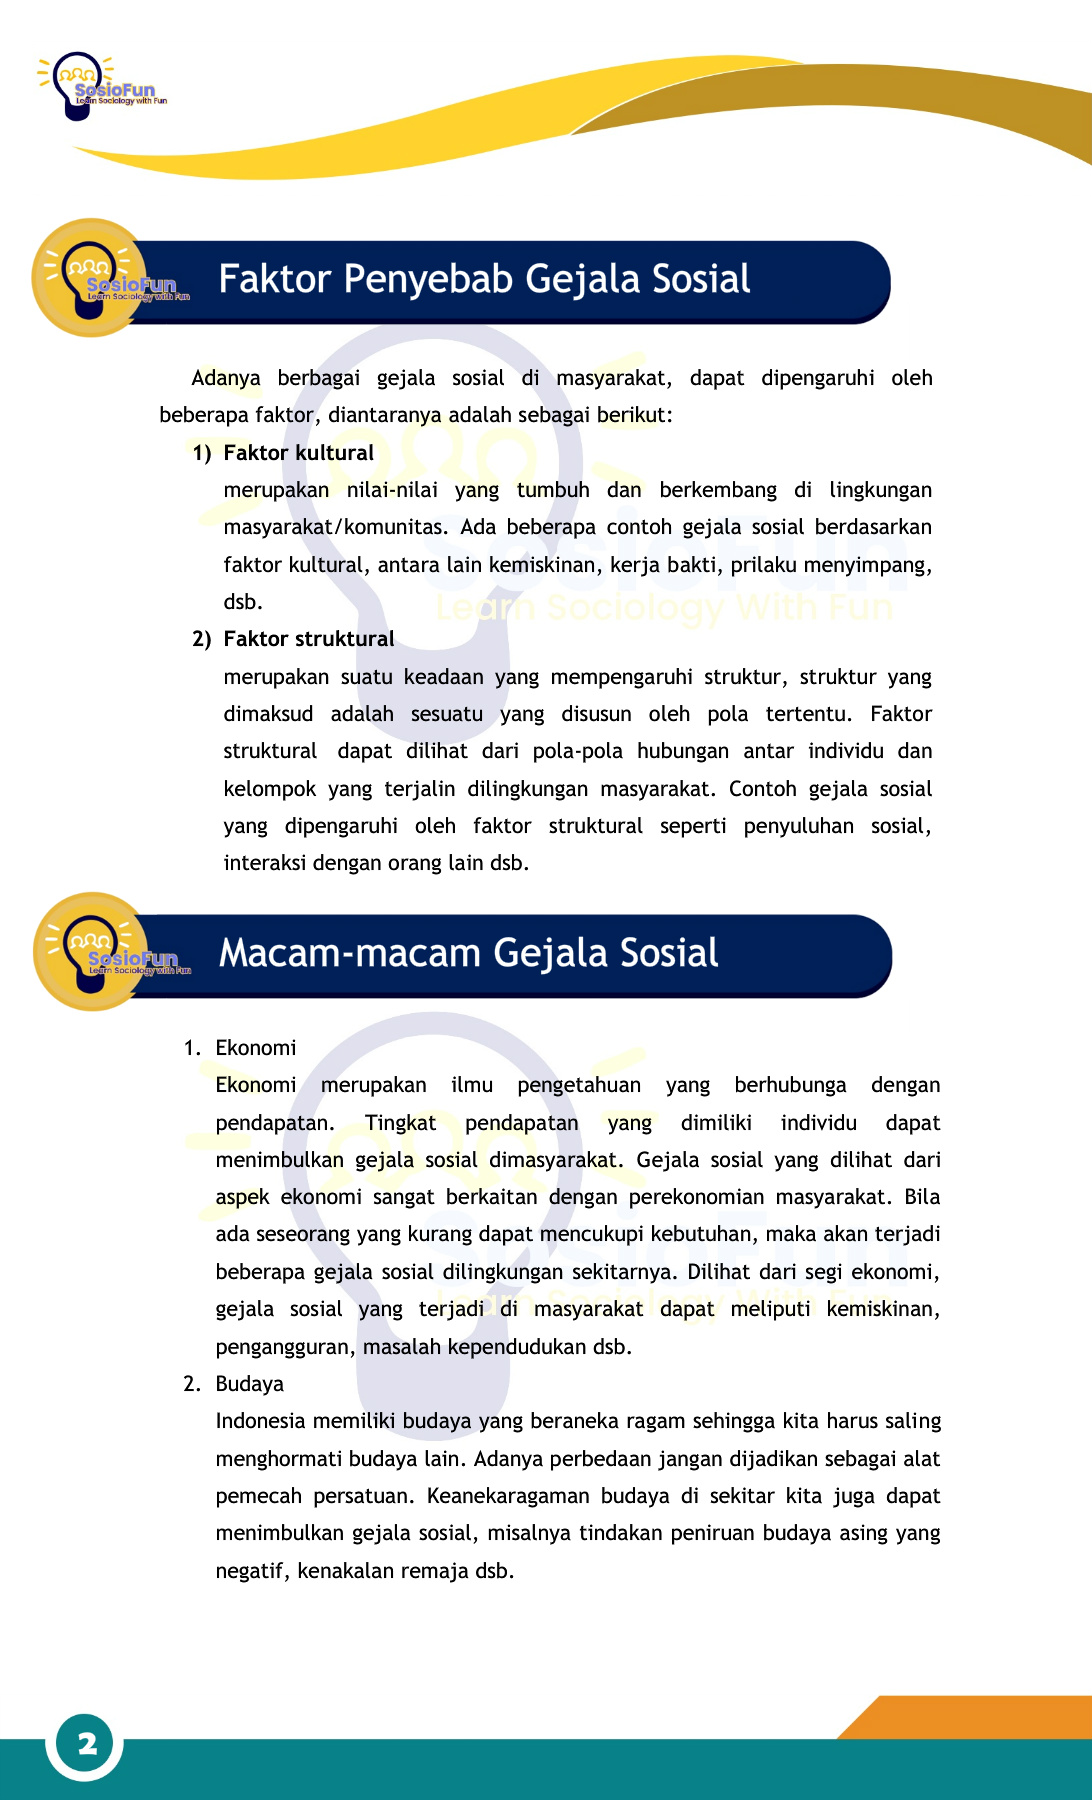 SosioFun
Learn Sociology with Fun
SosioFun
Learn Sociology with Fun
Faktor Penyebab Gejala Sosial
Adanya berbagai gejala sosial di masyarakat, dapat dipengaruhi oleh
beberapa faktor, diantaranya adalah sebagai berikut:
1) Faktor kultural
merupakan nilai-nilai yang tumbuh dan berkembang di lingkungan
masyarakat/komunitas. Ada beberapa contoh gejala sosial berdasarkan
faktor kultural, antara lain kemiskinan, kerja bakti, prilaku menyimpang,
dsb.
SosioFun
Learn Sociology With Fun
2) Faktor struktural
merupakan suatu keadaan yang mempengaruhi struktur, struktur yang
dimaksud adalah sesuatu yang disusun oleh pola tertentu. Faktor
struktural dapat dilihat dari pola-pola hubungan antar individu dan
kelompok yang terjalin dilingkungan masyarakat. Contoh gejala sosial
yang dipengaruhi oleh faktor struktural seperti penyuluhan sosial,
interaksi dengan orang lain dsb.
SosioFun
Learn Sociology with Fun
Macam-macam Gejala Sosial
1. Ekonomi
Ekonomi merupakan ilmu pengetahuan yang berhubunga dengan
pendapatan. Tingkat pendapatan yang dimiliki individu dapat
menimbulkan gejala sosial dimasyarakat. Gejala sosial yang dilihat dari
aspek ekonomi sangat berkaitan dengan perekonomian masyarakat. Bila
ada seseorang yang kurang dapat mencukupi kebutuhan, maka akan terjadi
beberapa gejala sosial dilingkungan sekitarnya. Dilihat dari segi ekonomi,
gejala sosial yang terjadi di masyarakat dapat meliputi kemiskinan,
pengangguran, masalah kependudukan dsb.
SosioFun
Learn Sociology With Fun
2. Budaya
Indonesia memiliki budaya yang beraneka ragam sehingga kita harus saling
menghormati budaya lain. Adanya perbedaan jangan dijadikan sebagai alat
pemecah persatuan. Keanekaragaman budaya di sekitar kita juga dapat
menimbulkan gejala sosial, misalnya tindakan peniruan budaya asing yang
negatif, kenakalan remaja dsb.
2